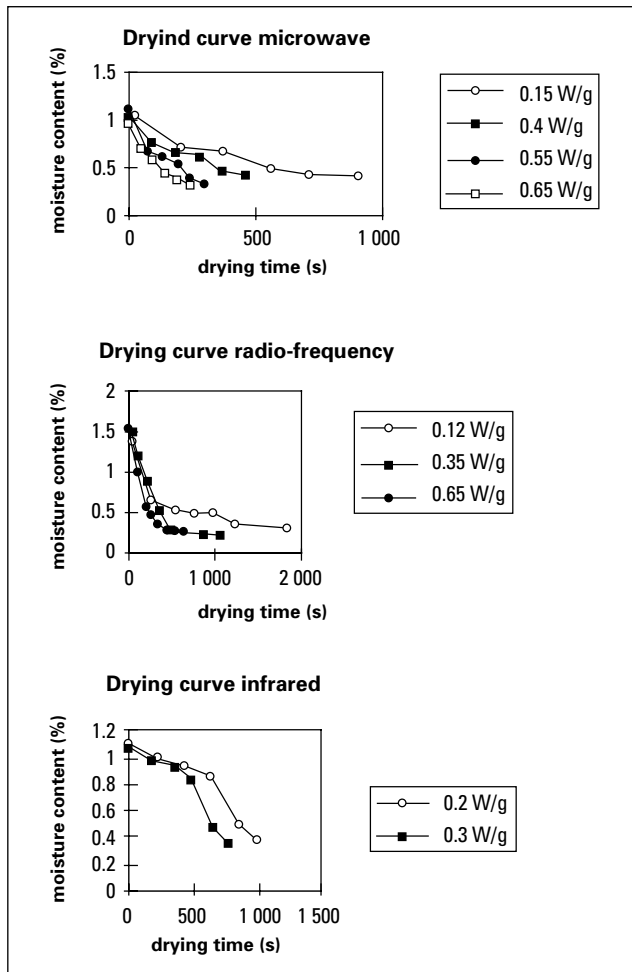 Dryind curve microwave
moisture content (%)
1.5
1
0.5
0
0 500 1 000
drying time (s)
0.15 W/g
0.4 W/g
0.55 W/g
0.65 W/g
Drying curve radio-frequency
moisture content (%)
2
1.5
1
0.5
0
0 1 000 2 000
drying time (s)
0.12 W/g
0.35 W/g
0.65 W/g
Drying curve infrared
moisture content (%)
1.2
1
0.8
0.6
0.4
0.2
0
0 500 1 000 1 500
drying time (s)
0.2 W/g
0.3 W/g